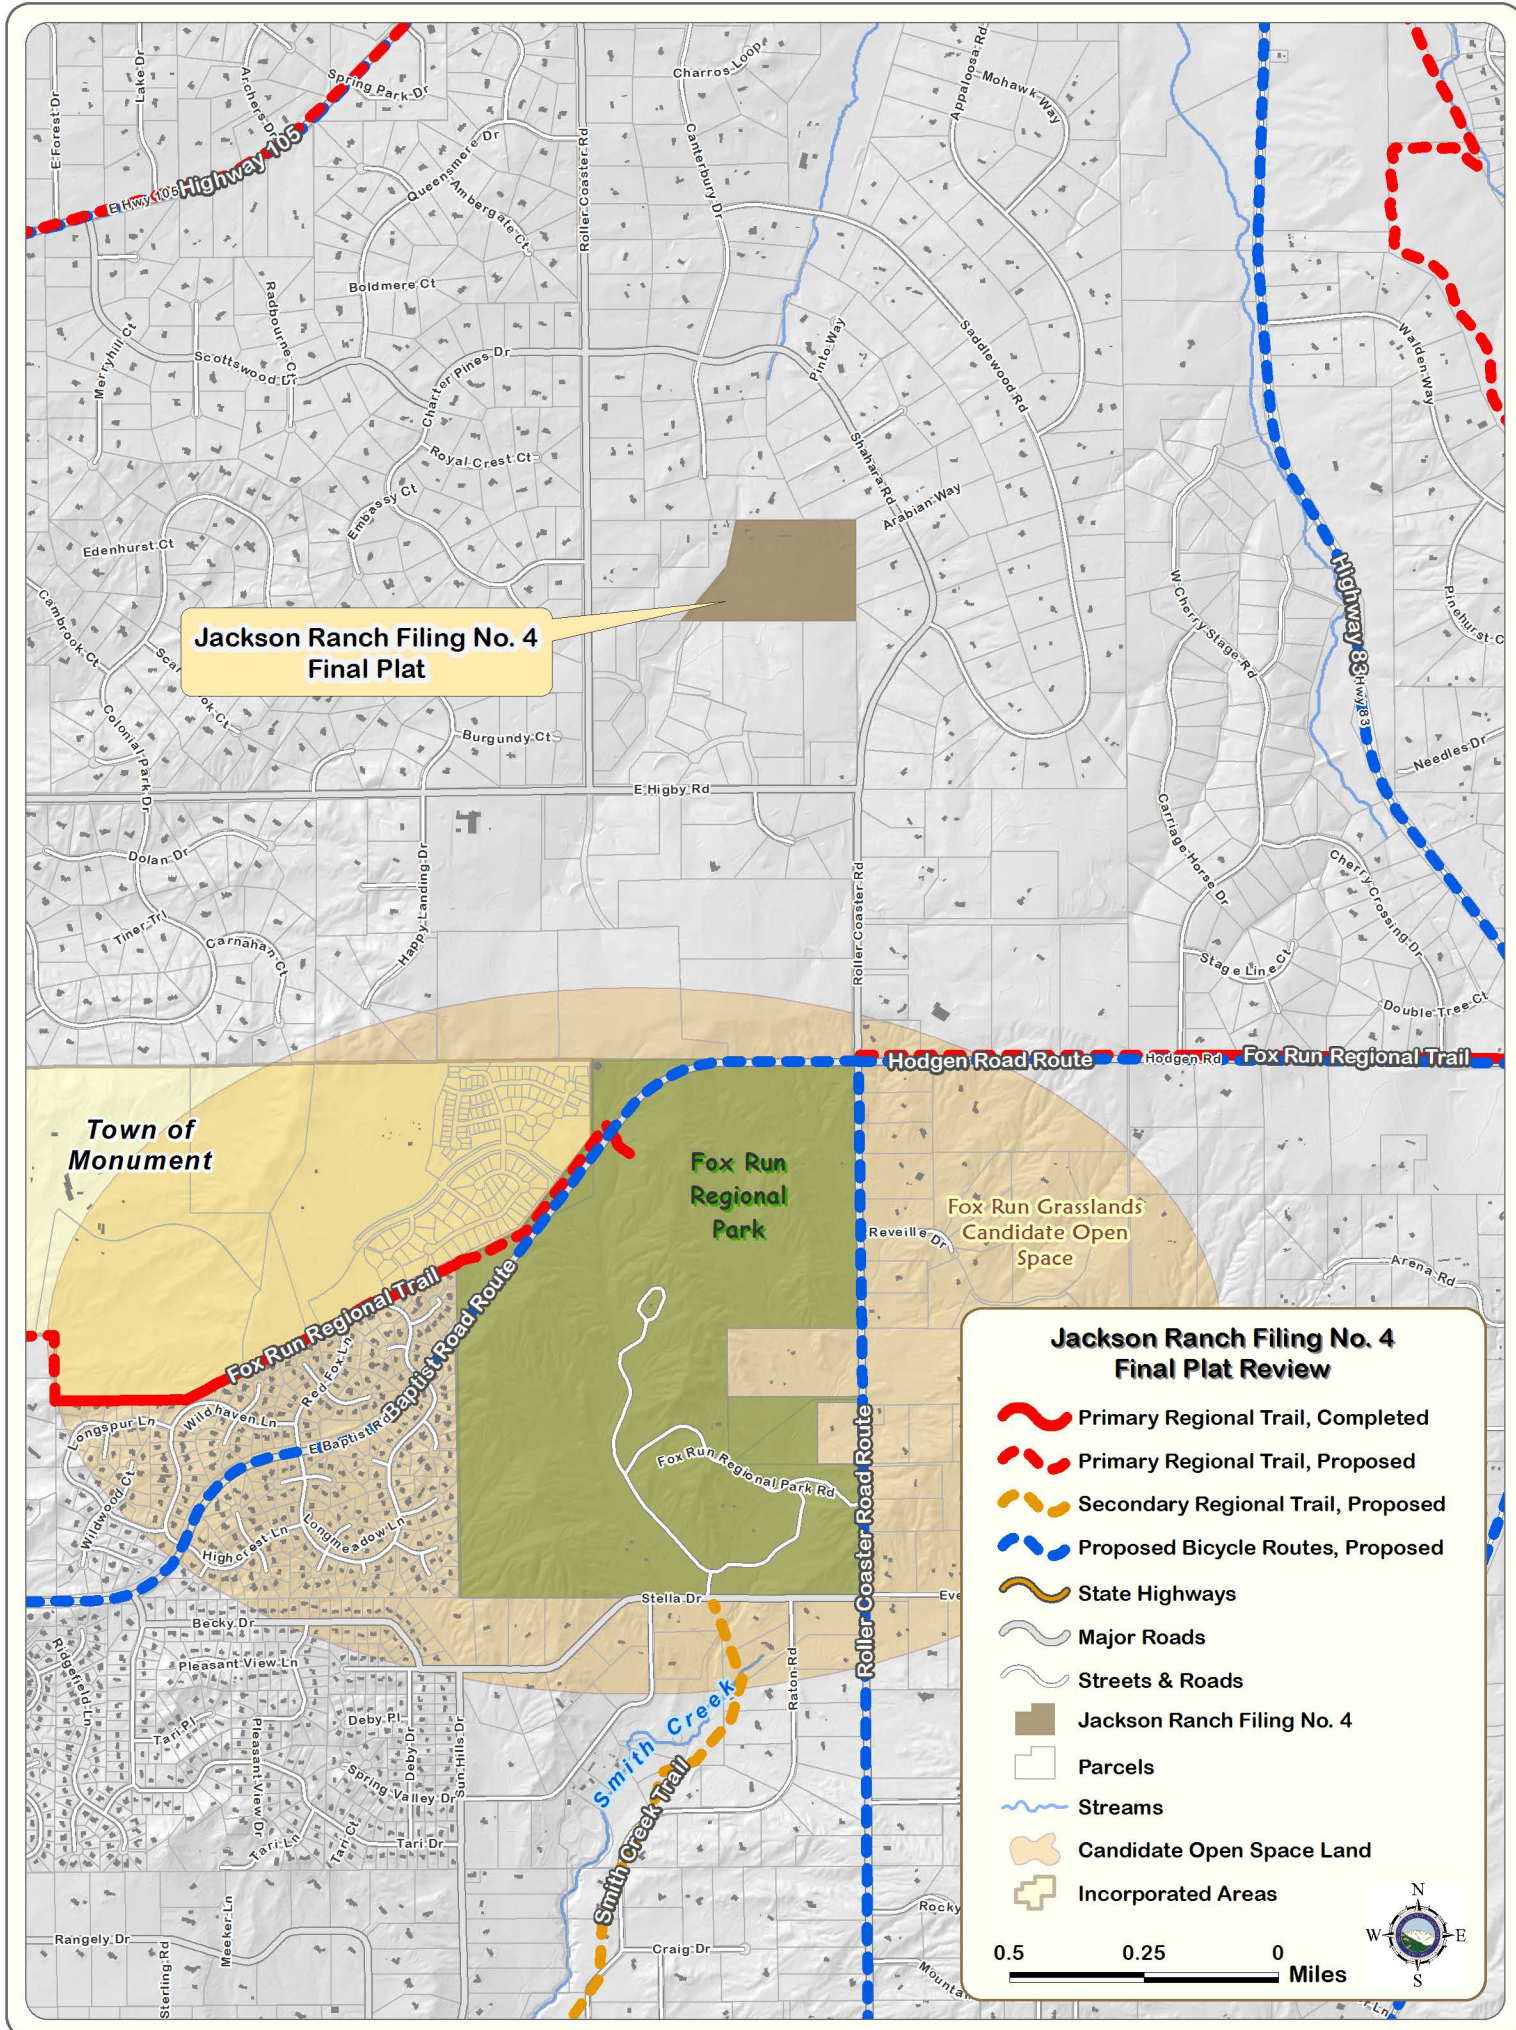 Charros Loop
Mohawk Way
Appaloosa Rd
Lake Dr
E Forest Dr
Archers Dr
Spring Park Dr
Highway 105
E Hwy 105
Queensmere Dr
Ambergate Ct
Roller Coaster Rd
Canterbury Dr
Boldmere Ct
Radbourne Ct
Merryhill Ct
Scottswood Dr
Charter Pines Dr
Pinto Way
Saddlewood Rd
Walden Way
Royal Crest Ct
Embassy Ct
Shahara Rd
Arabian Way
Edenhurst Ct
Cambrook Ct
Jackson Ranch Filing No. 4
Final Plat
W Cherry Stage Rd
Highway 83
Hwy 83
Pinehurst C
Colonial Park Dr
Burgundy Ct
Needles Dr
E Higby Rd
Carriage Horse Dr
Dolan Dr
Happy Landing Dr
Roller Coaster Rd
Cherry Crossing Dr
Tiner Trl
Carnahan Ct
Stage Line Ct
Double Tree Ct
Hodgen Road Route
Hodgen Rd
Fox Run Regional Trail
Town of
Monument
Fox Run
Regional
Park
Fox Run Grasslands
Candidate Open
Space
Reveille Dr
Arena Rd
Fox Run Regional Trail
Baptist Road Route
Red Fox Ln
E Baptist Rd
Longspur Ln
Wildhaven Ln
Wildwood Ct
Highcrest Ln
Longmeadow Ln
Fox Run Regional Park Rd
Roller Coaster Road Route
Stella Dr
Eve
Becky Dr
Ridgefield Ln
Pleasant View Ln
Raton Rd
Smith Creek
Tari Pl
Deby Pl
Pleasant View Dr
Deby Dr
Sun Hills Dr
Spring Valley Dr
Smith Creek Trail
Tari Ln
Tari Ct
Tari Dr
Meeker Ln
Rangely Dr
Sterling Rd
Craig Dr
Rocky
Mountai
r Ln
Jackson Ranch Filing No. 4
Final Plat Review
Primary Regional Trail, Completed
Primary Regional Trail, Proposed
Secondary Regional Trail, Proposed
Proposed Bicycle Routes, Proposed
State Highways
Major Roads
Streets & Roads
Jackson Ranch Filing No. 4
Parcels
Streams
Candidate Open Space Land
Incorporated Areas
N
W
E
S
0.5
0.25
0
Miles